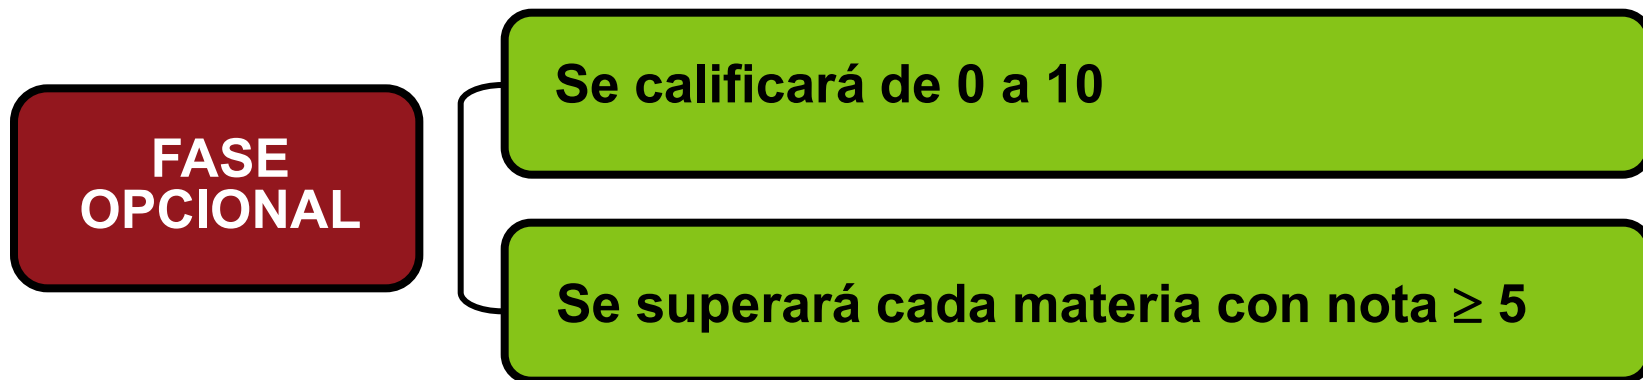 FASE
OPCIONAL
Se calificará de 0 a 10
Se superará cada materia con nota ≥ 5